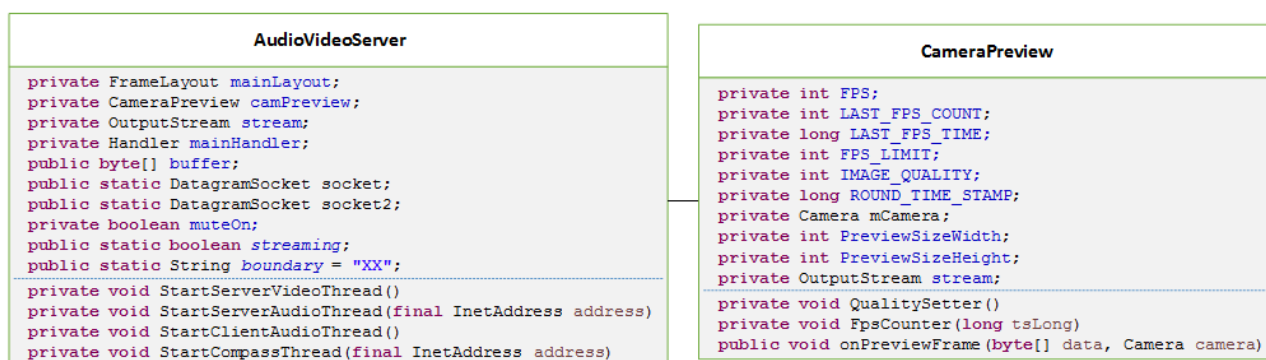 AudioVideoServer
private FrameLayout mainLayout;
private CameraPreview camPreview;
private OutputStream stream;
private Handler mainHandler;
public byte[] buffer;
public static DatagramSocket socket;
public static DatagramSocket socket2;
private boolean muteOn;
public static boolean streaming;
public static String boundary = "XX";
private void StartServerVideoThread()
private void StartServerAudioThread(final InetAddress address)
private void StartClientAudioThread()
private void StartCompassThread(final InetAddress address)
CameraPreview
private int FPS;
private int LAST_FPS_COUNT;
private long LAST_FPS_TIME;
private int FPS_LIMIT;
private int IMAGE_QUALITY;
private long ROUND_TIME_STAMP;
private Camera mCamera;
private int PreviewSizeWidth;
private int PreviewSizeHeight;
private OutputStream stream;
private void QualitySetter()
private void FpsCounter(long tsLong)
public void onPreviewFrame(byte[] data, Camera camera)